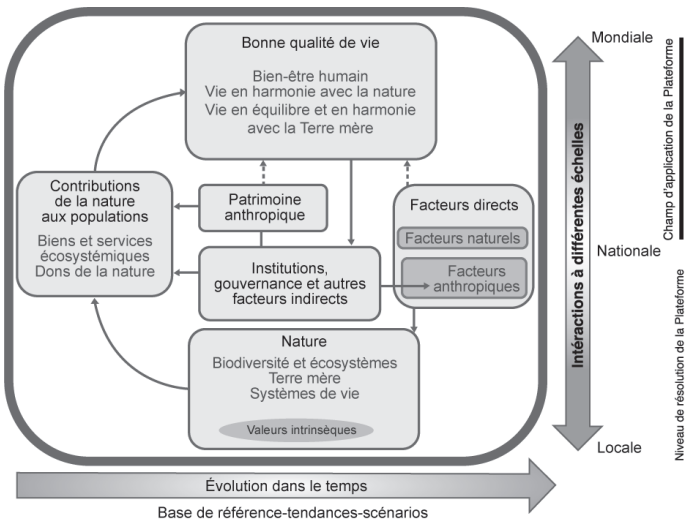 Bonne qualité de vie
Bien-être humain
Vie en harmonie avec la nature
Vie en équilibre et en harmonie
avec la Terre mère
Contributions
de la nature
aux populations
Biens et services
écosystémiques
Dons de la nature
Patrimoine
anthropique
Institutions,
gouvernance et autres
facteurs indirects
Facteurs directs
Facteurs naturels
Facteurs
anthropiques
Nature
Biodiversité et écosystèmes
Terre mère
Systèmes de vie
Valeurs intrinsèques
Mondiale
Nationale
Locale
Intéractions à différentes échelles
Champ d'application de la Plateforme
Niveau de résolution de la Plateforme
Évolution dans le temps
Base de référence-tendances-scénarios